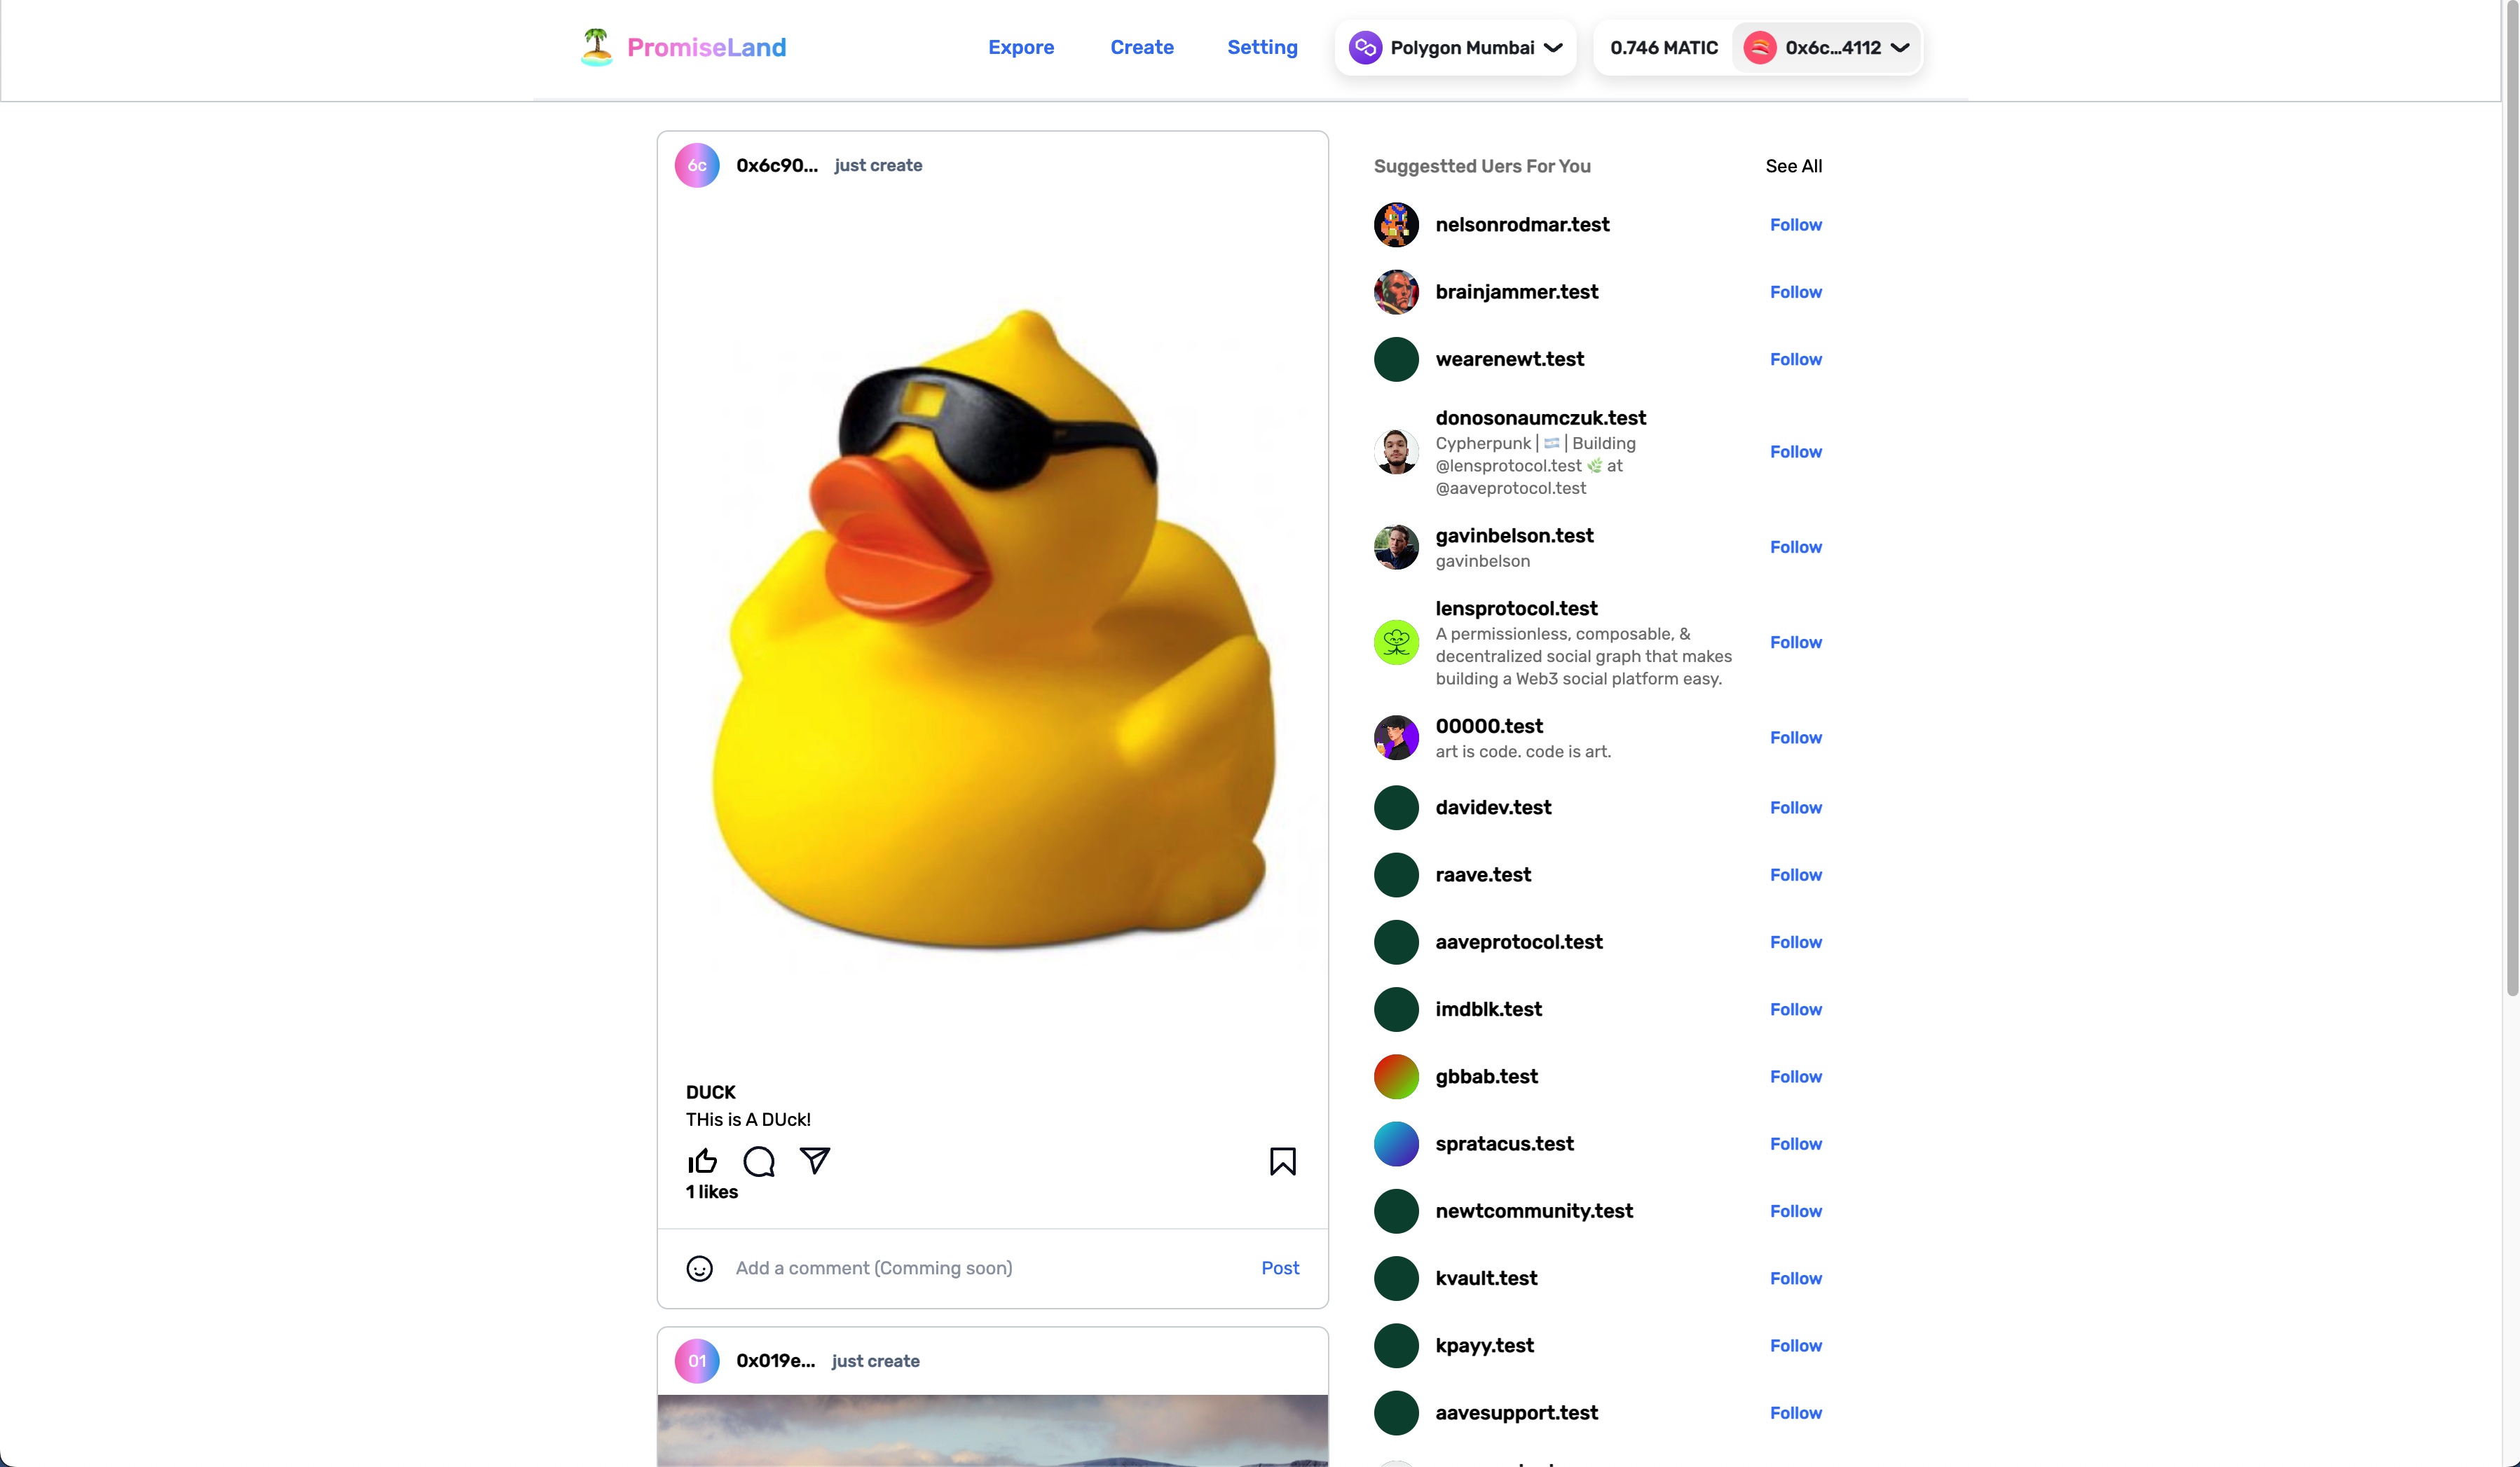 PromiseLand
Expore
Create
Setting
Polygon Mumbai
0.746 MATIC
0x6c...4112
6c
0x6c90...
just create
DUCK
THis is A DUck!
1 likes
Add a comment (Comming soon)
Post
01
0x019e...
just create
Suggestted Uers For You
See All
nelsonrodmar.test
Follow
brainjammer.test
Follow
wearenewt.test
Follow
donosonaumczuk.test
Cypherpunk | 🇦🇷 | Building
@lensprotocol.test 🌿 at
@aaveprotocol.test
Follow
gavinbelson.test
gavinbelson
Follow
lensprotocol.test
A permissionless, composable, &
decentralized social graph that makes
building a Web3 social platform easy.
Follow
00000.test
art is code. code is art.
Follow
davidev.test
Follow
raave.test
Follow
aaveprotocol.test
Follow
imdblk.test
Follow
gbbab.test
Follow
spratacus.test
Follow
newtcommunity.test
Follow
kvault.test
Follow
kpayy.test
Follow
aavesupport.test
Follow